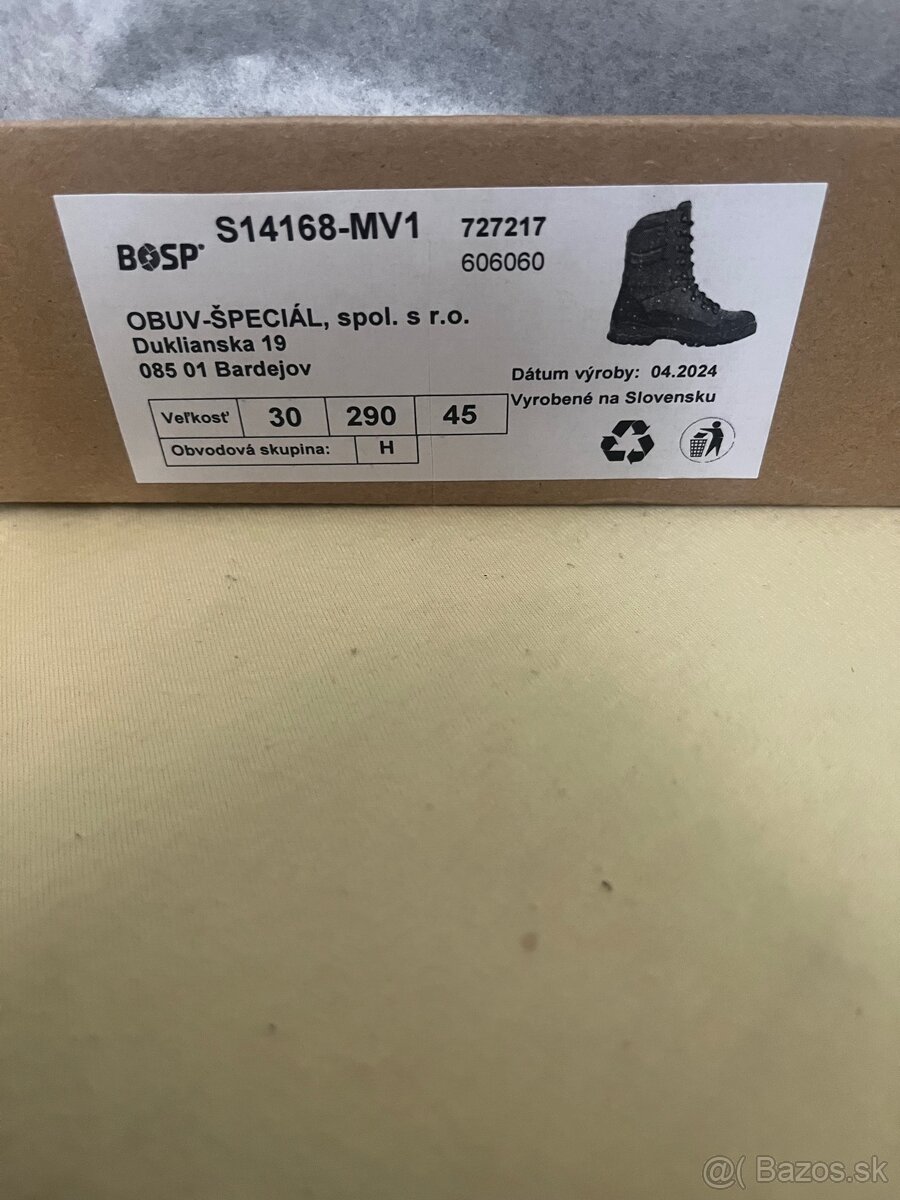 BOSP® S14168-MV1 727217
606060
OBUV-ŠPECIÁL, spol. s r.o.
Duklianska 19
085 01 Bardejov
Dátum výroby: 04.2024
Vyrobené na Slovensku
Veľkosť 30 290 45
Obvodová skupina: H
@( Bazos.sk